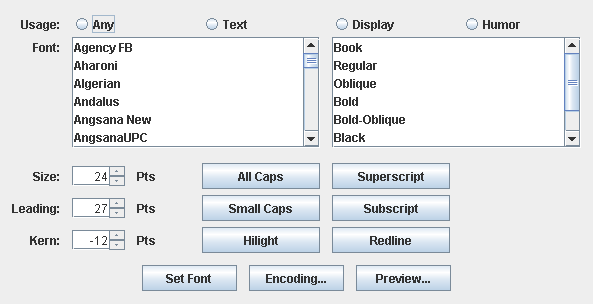 Usage: Any Text Display Humor
Font: Agency FB Book
Aharoni Regular
Algerian Oblique
Andalus Bold
Angsana New Bold-Oblique
AngsanaUPC Black
Size: 24 Pts All Caps Superscript
Leading: 27 Pts Small Caps Subscript
Kern: -12 Pts Hilight Redline
Set Font Encoding... Preview...